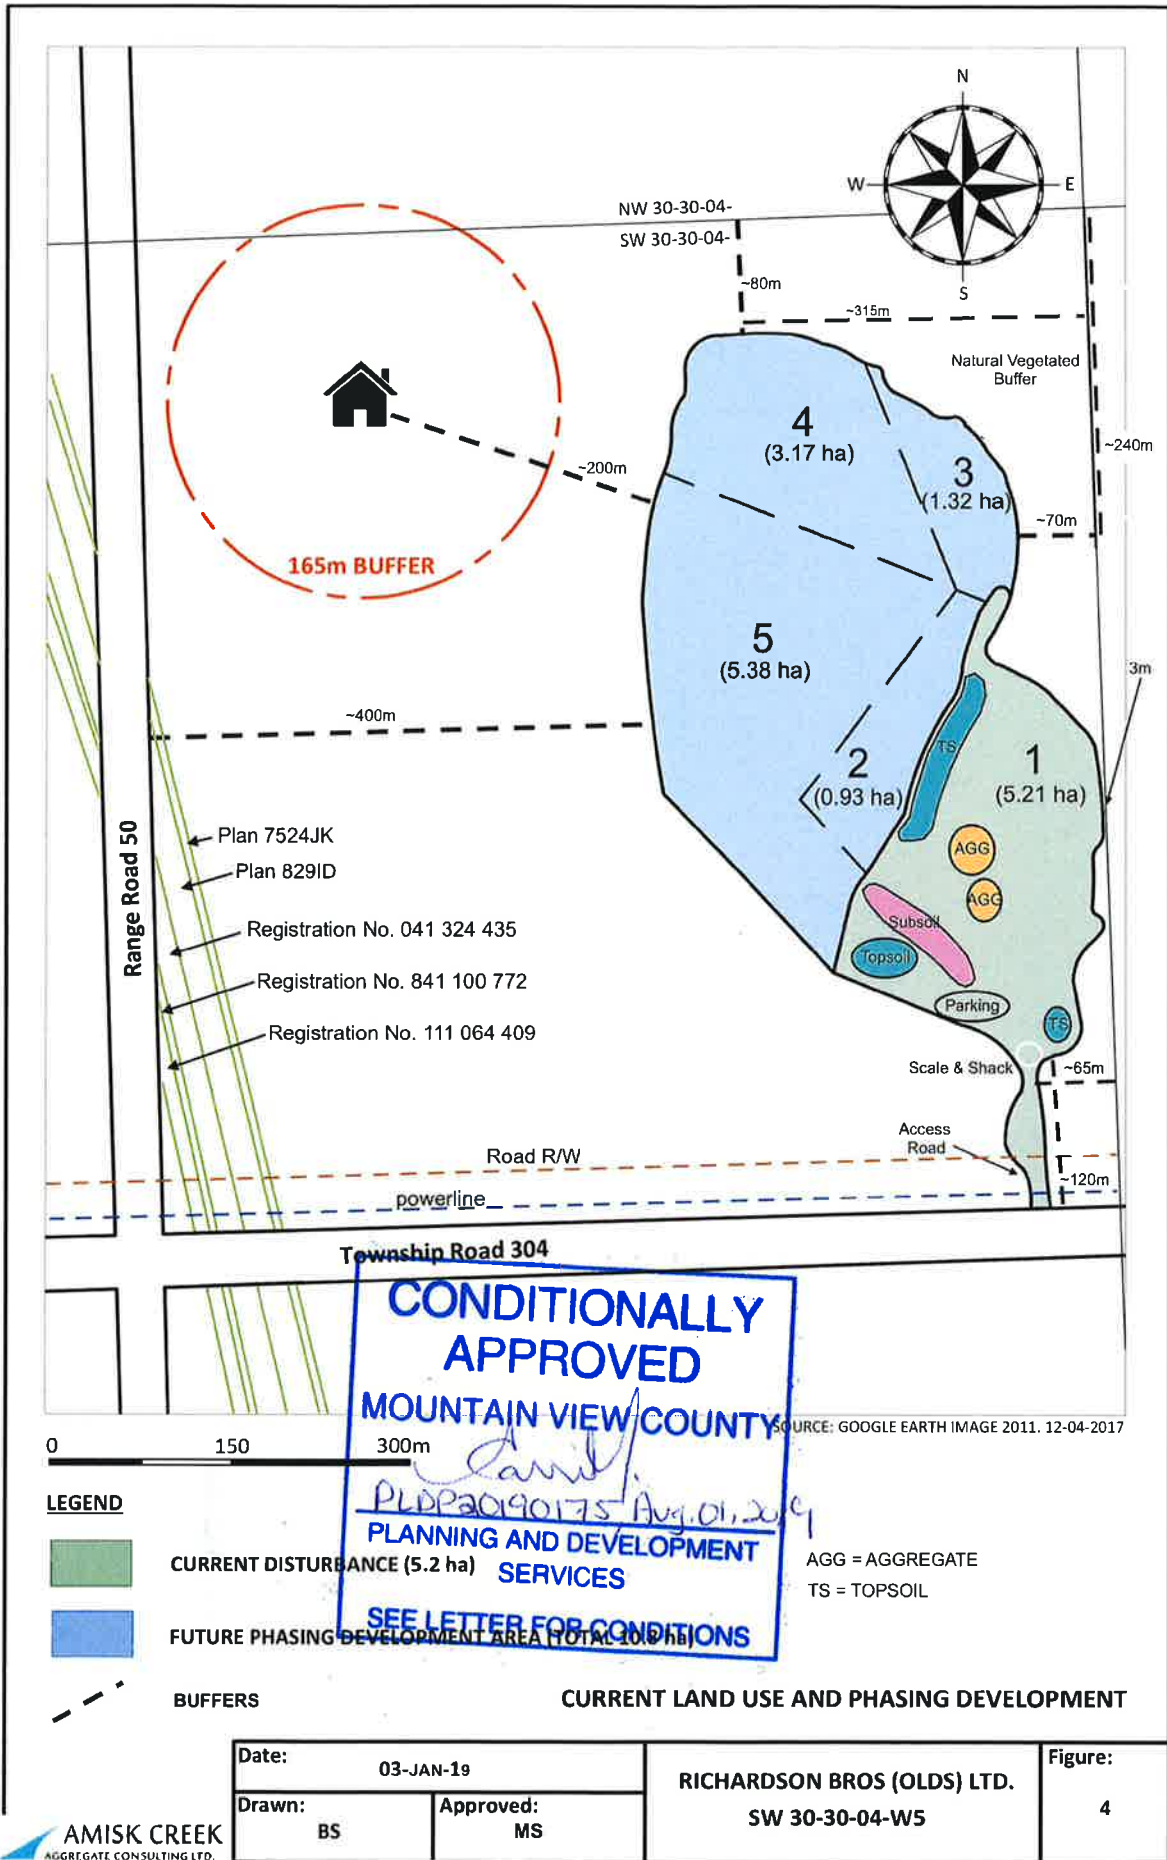 N
W
E
S
NW 30-30-04-
SW 30-30-04-
~80m
~315m
Natural Vegetated
Buffer
~240m
4
(3.17 ha)
3
(1.32 ha)
~200m
~70m
165m BUFFER
5
(5.38 ha)
3m
~400m
TS
2
(0.93 ha)
1
(5.21 ha)
Range Road 50
Plan 7524JK
Plan 829ID
AGG
AGG
Registration No. 041 324 435
Subsoil
Topsoil
Registration No. 841 100 772
Parking
Registration No. 111 064 409
TS
Scale & Shack
~65m
Access
Road
Road R/W
~120m
powerline
Township Road 304
CONDITIONALLY
APPROVED
MOUNTAIN VIEW COUNTY
SOURCE: GOOGLE EARTH IMAGE 2011. 12-04-2017
0 150 300m
PLDP20190175 Aug. 01, 2019
PLANNING AND DEVELOPMENT
SERVICES
SEE LETTER FOR CONDITIONS
LEGEND
CURRENT DISTURBANCE (5.2 ha)
AGG = AGGREGATE
TS = TOPSOIL
FUTURE PHASING DEVELOPMENT AREA (TOTAL 10.8 ha)
BUFFERS
CURRENT LAND USE AND PHASING DEVELOPMENT
Date:
03-JAN-19
Drawn:
BS
Approved:
MS
RICHARDSON BROS (OLDS) LTD.
SW 30-30-04-W5
Figure:
4
AMISK CREEK
AGGREGATE CONSULTING LTD.